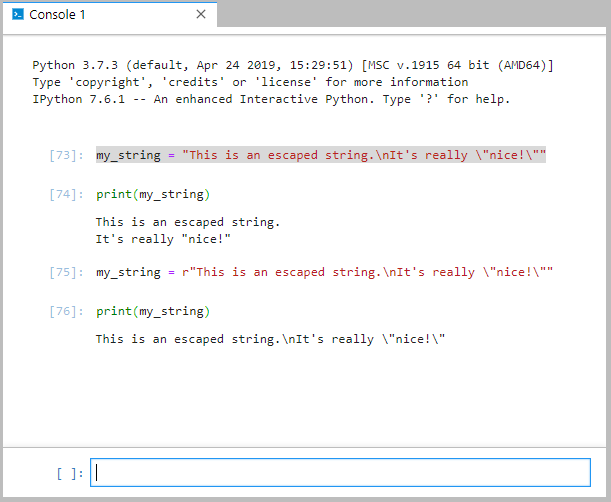 Console 1
Python 3.7.3 (default, Apr 24 2019, 15:29:51) [MSC v.1915 64 bit (AMD64)]
Type 'copyright', 'credits' or 'license' for more information
IPython 7.6.1 -- An enhanced Interactive Python. Type '?' for help.
[73]: my_string = "This is an escaped string.\nIt's really \"nice!\""
[74]: print(my_string)
This is an escaped string.
It's really "nice!"
[75]: my_string = r"This is an escaped string.\nIt's really \"nice!\""
[76]: print(my_string)
This is an escaped string.\nIt's really \"nice!\"
[ ]: